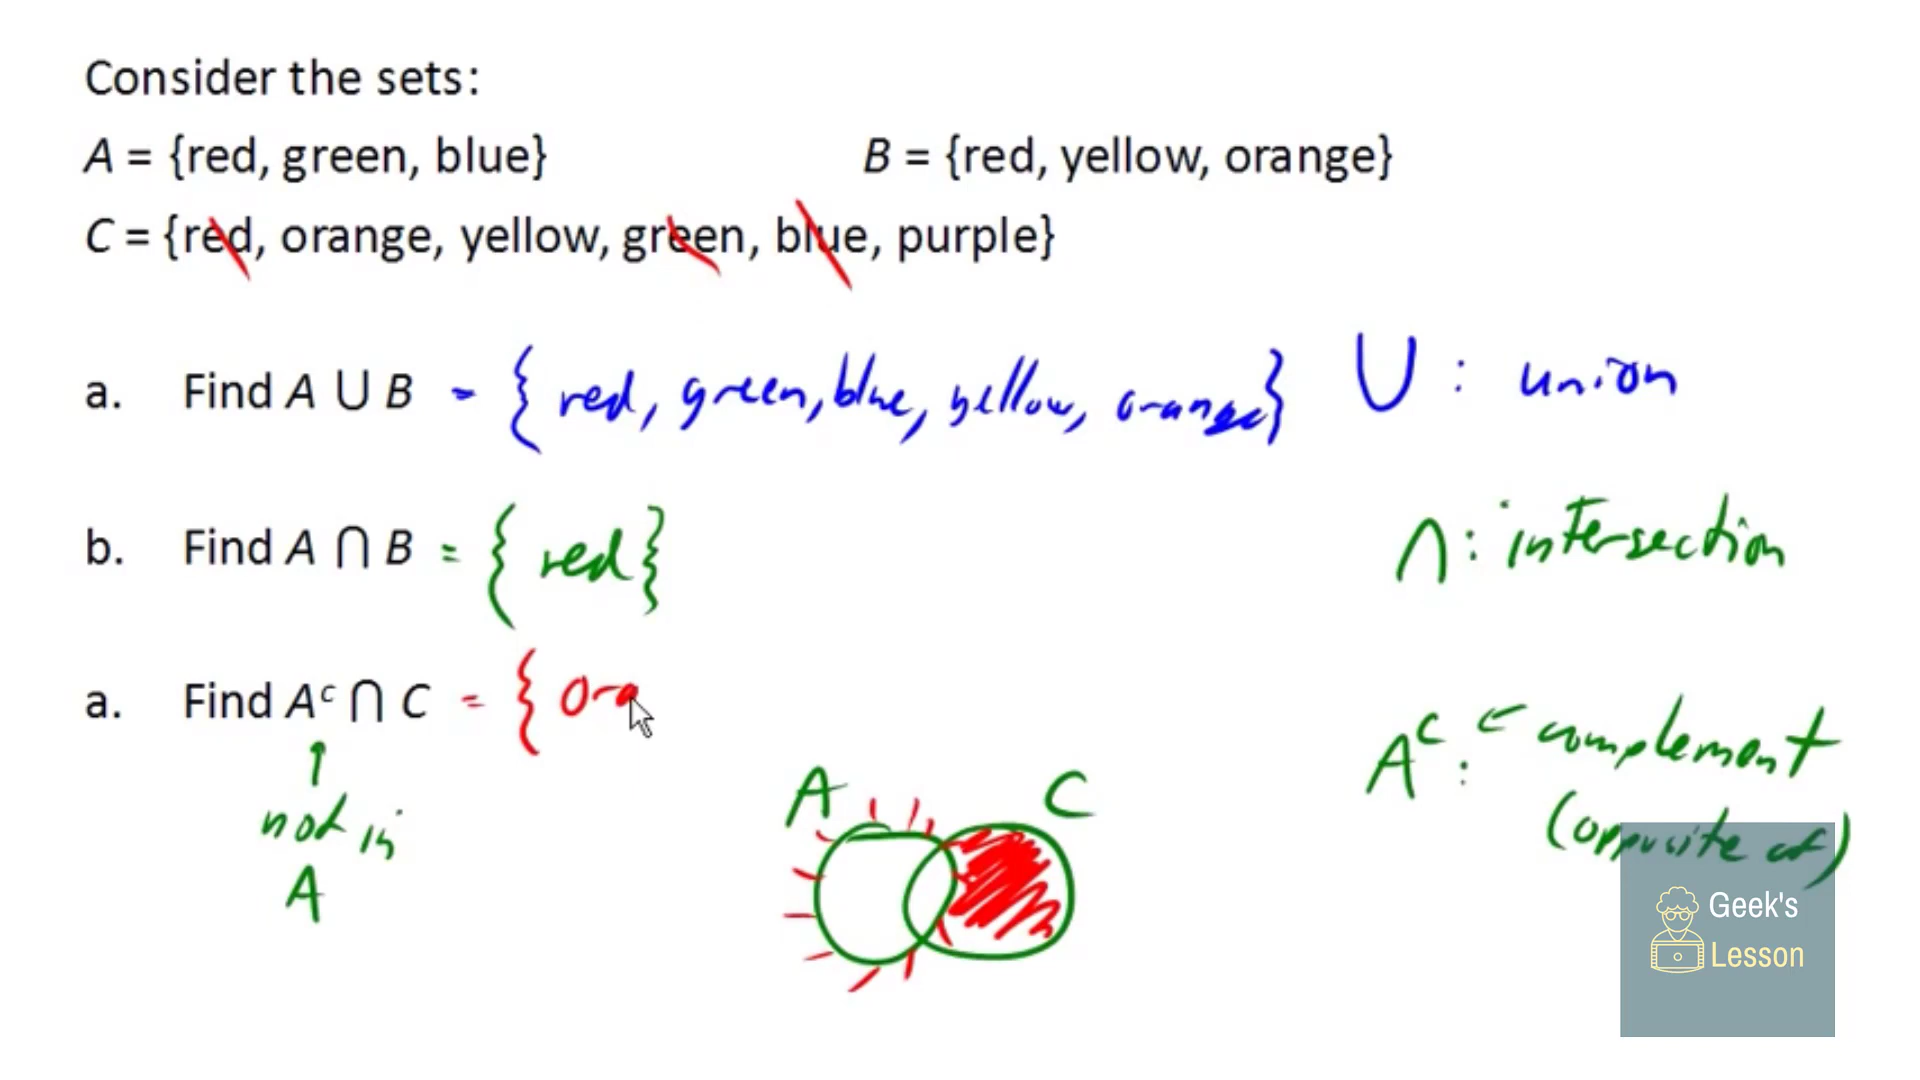 Consider the sets:
A = {red, green, blue} B = {red, yellow, orange}
C = {red, orange, yellow, green, blue, purple}
a. Find A ∪ B = { red, green, blue, yellow, orange} ∪ : union
b. Find A ∩ B = { red } ∩ : intersection
a. Find Aᶜ ∩ C = { ora
Aᶜ : ← complement
(opposite of)
not in
A
A C
Geek's
Lesson